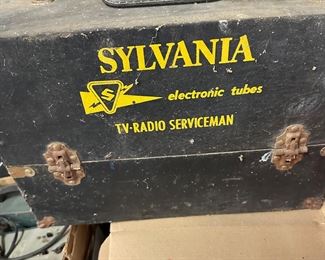 SYLVANIA
S
electronic tubes
TV-RADIO SERVICEMAN